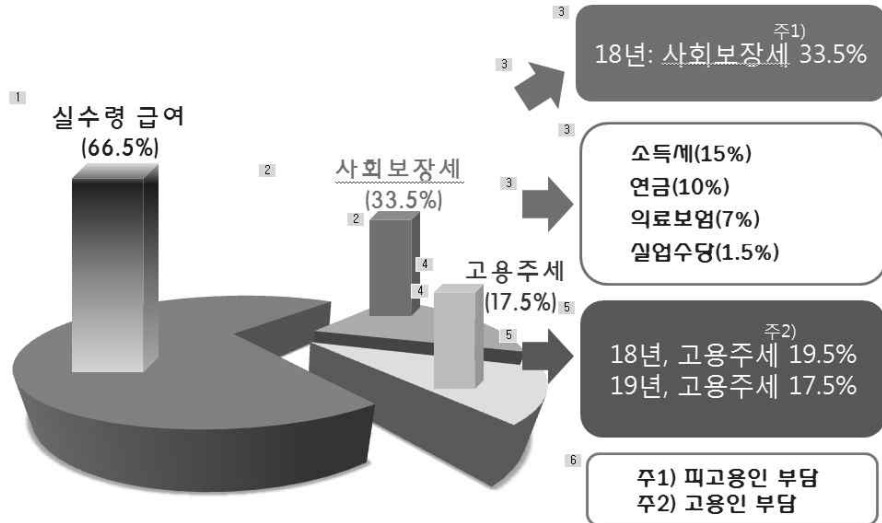 1
실수령 급여
(66.5%)
2
사회보장세
(33.5%)
2
4
고용주세
4
(17.5%)
3
3
주1)
18년: 사회보장세 33.5%
3
3
소득세(15%)
연금(10%)
의료보험(7%)
실업수당(1.5%)
5
5
주2)
18년, 고용주세 19.5%
19년, 고용주세 17.5%
6
주1) 피고용인 부담
주2) 고용인 부담